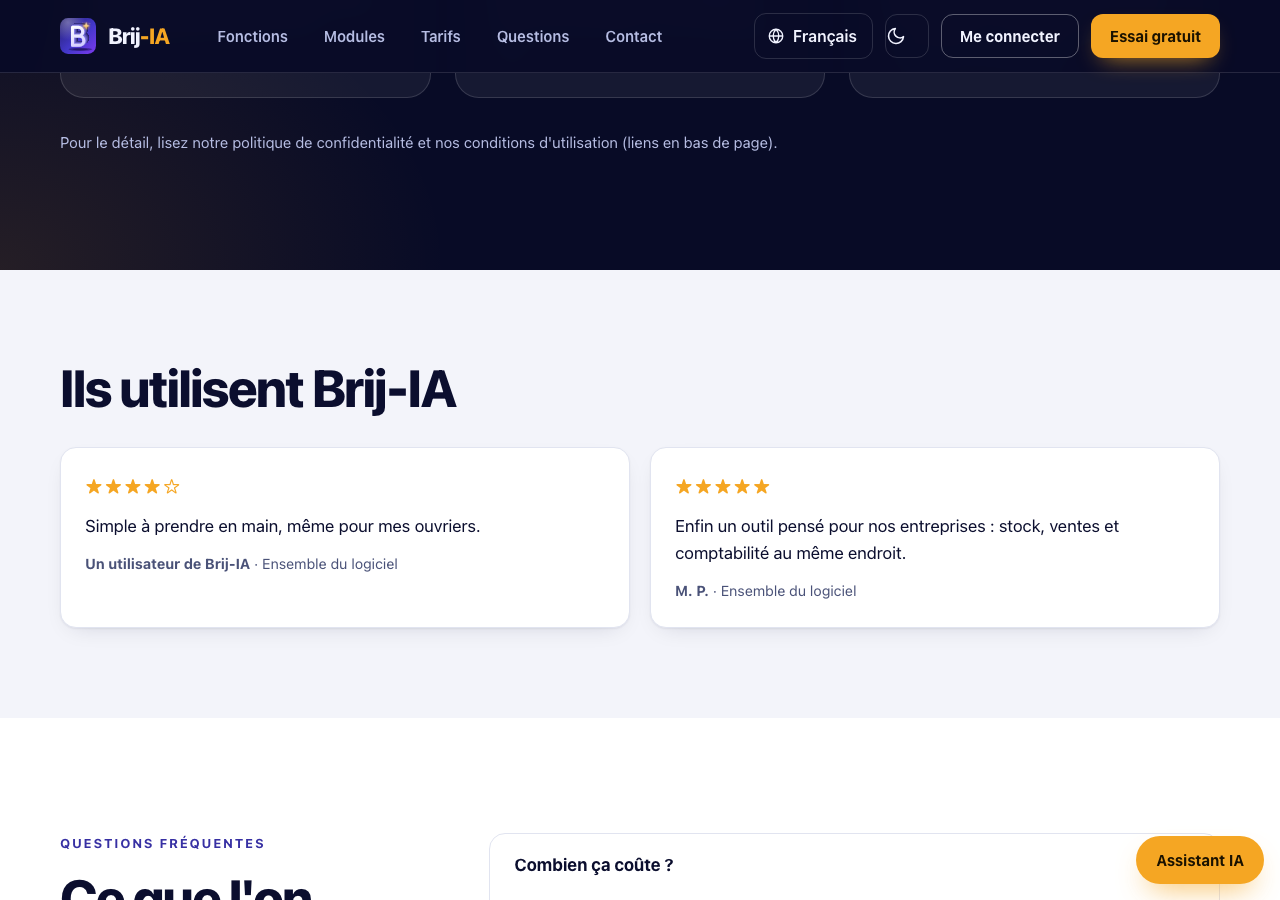 Brij-IA
Fonctions
Modules
Tarifs
Questions
Contact
Français
Me connecter
Essai gratuit
Pour le détail, lisez notre politique de confidentialité et nos conditions d'utilisation (liens en bas de page).
Ils utilisent Brij-IA
Simple à prendre en main, même pour mes ouvriers.
Un utilisateur de Brij-IA · Ensemble du logiciel
Enfin un outil pensé pour nos entreprises : stock, ventes et
comptabilité au même endroit.
M. P. · Ensemble du logiciel
QUESTIONS FRÉQUENTES
Ce que l'on
Combien ça coûte ?
Assistant IA